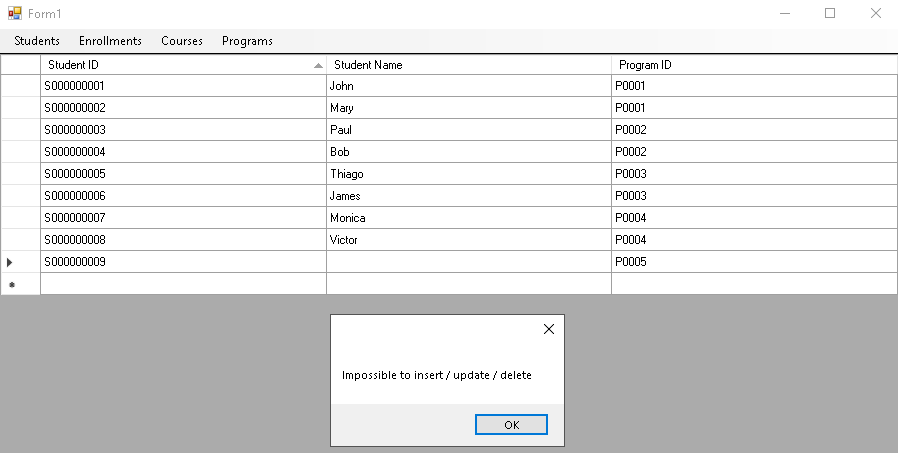 Form1
Students Enrollments Courses Programs
Student ID Student Name Program ID
S000000001 John P0001
S000000002 Mary P0001
S000000003 Paul P0002
S000000004 Bob P0002
S000000005 Thiago P0003
S000000006 James P0003
S000000007 Monica P0004
S000000008 Victor P0004
S000000009 P0005
Impossible to insert / update / delete
OK